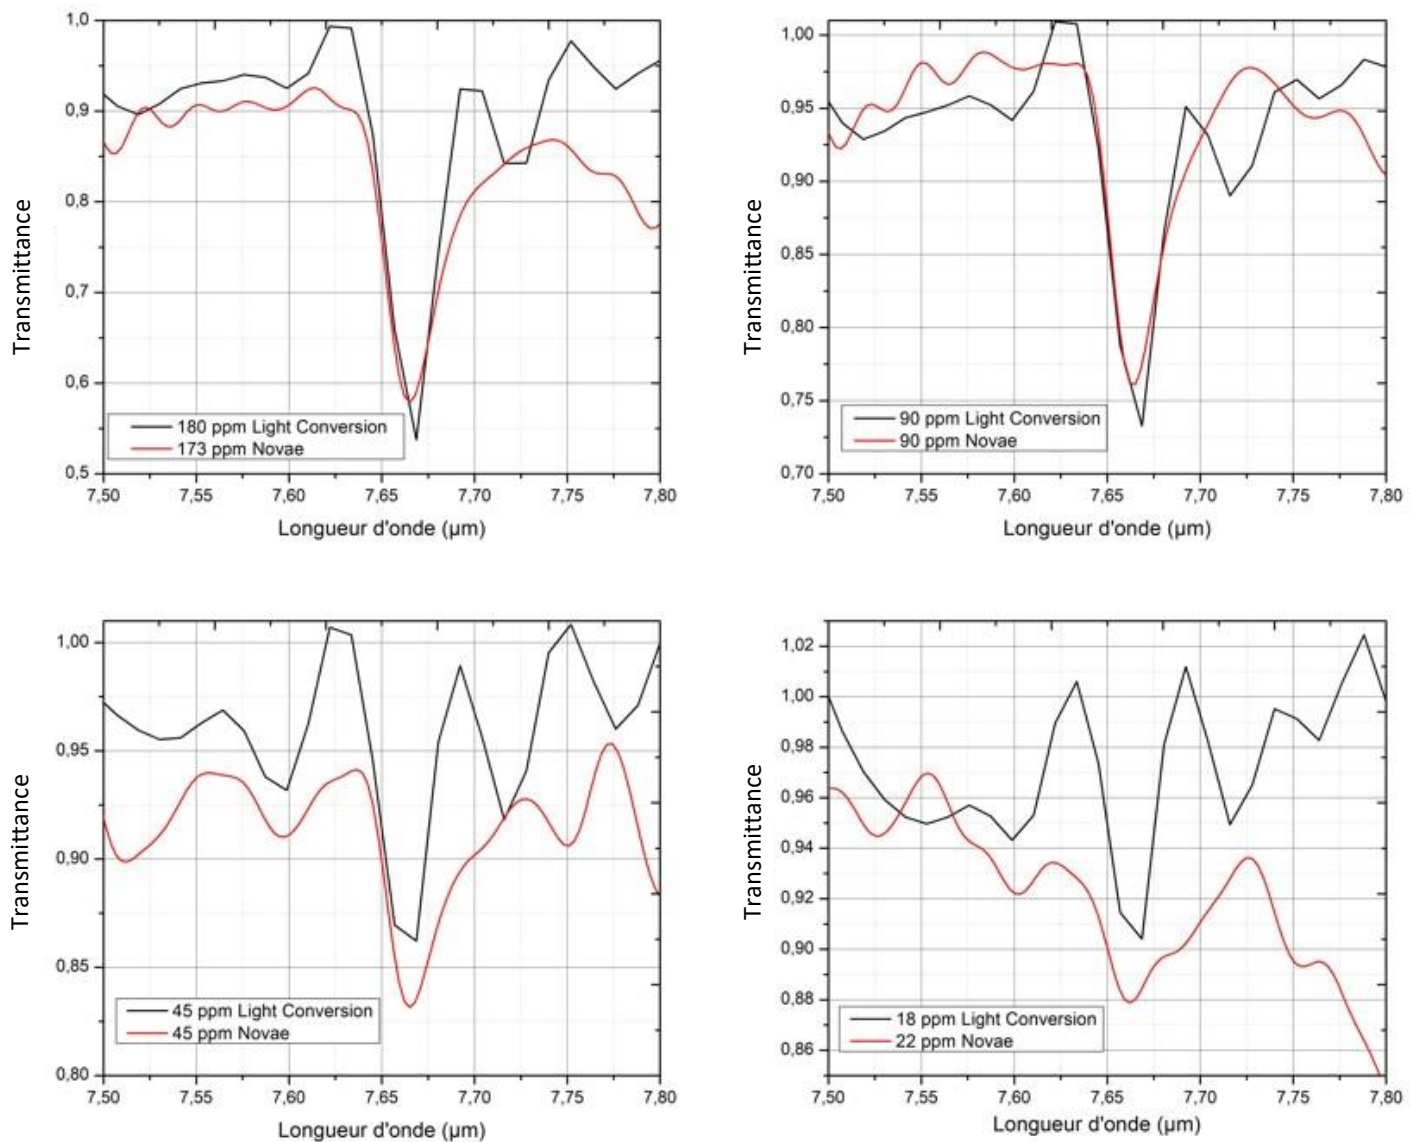 1,0
0,9
0,8
0,7
0,6
0,5
Transmittance
180 ppm Light Conversion
173 ppm Novae
7,50 7,55 7,60 7,65 7,70 7,75 7,80
Longueur d'onde (µm)
1,00
0,95
0,90
0,85
0,80
0,75
0,70
Transmittance
90 ppm Light Conversion
90 ppm Novae
7,50 7,55 7,60 7,65 7,70 7,75 7,80
Longueur d'onde (µm)
1,00
0,95
0,90
0,85
0,80
Transmittance
45 ppm Light Conversion
45 ppm Novae
7,50 7,55 7,60 7,65 7,70 7,75 7,80
Longueur d'onde (µm)
1,02
1,00
0,98
0,96
0,94
0,92
0,90
0,88
0,86
Transmittance
18 ppm Light Conversion
22 ppm Novae
7,50 7,55 7,60 7,65 7,70 7,75 7,80
Longueur d'onde (µm)